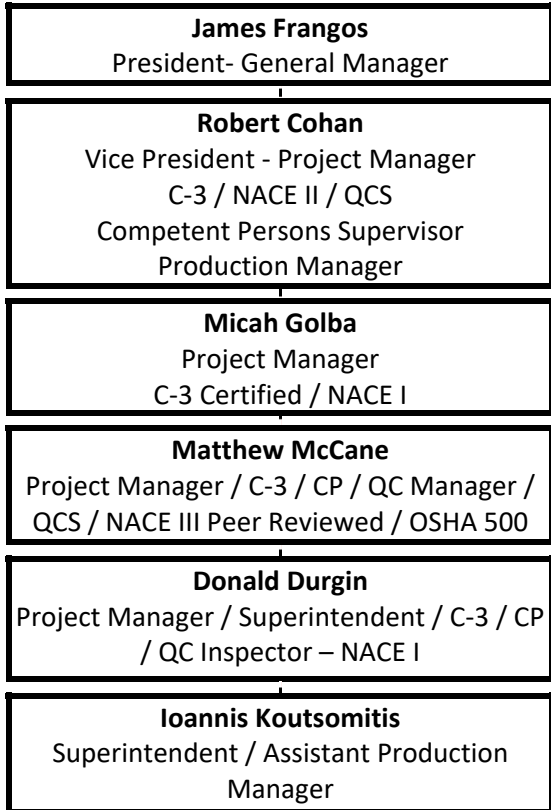 James Frangos
President- General Manager
Robert Cohan
Vice President - Project Manager
C-3 / NACE II / QCS
Competent Persons Supervisor
Production Manager
Micah Golba
Project Manager
C-3 Certified / NACE I
Matthew McCane
Project Manager / C-3 / CP / QC Manager /
QCS / NACE III Peer Reviewed / OSHA 500
Donald Durgin
Project Manager / Superintendent / C-3 / CP
/ QC Inspector – NACE I
Ioannis Koutsomitis
Superintendent / Assistant Production
Manager